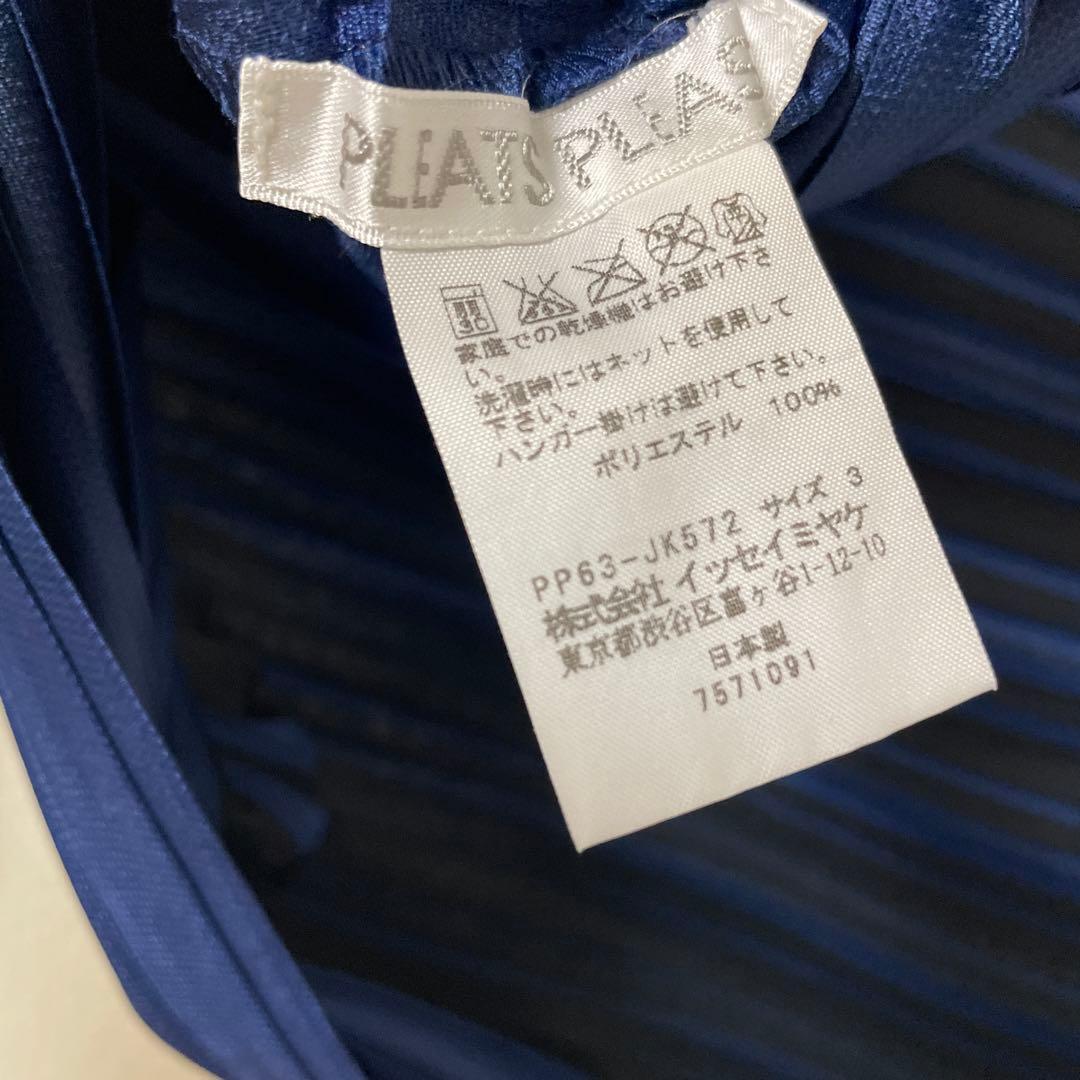 PLEATS PLEAS
弱 30
家庭での乾燥機はお避け下さ
い。
洗濯時にはネットを使用して
下さい。
ハンガー掛けは避けて下さい。
ポリエステル 100%
PP63-JK572 サイズ 3
株式会社 イッセイミヤケ
東京都渋谷区富ヶ谷1-12-10
日本製
7571091